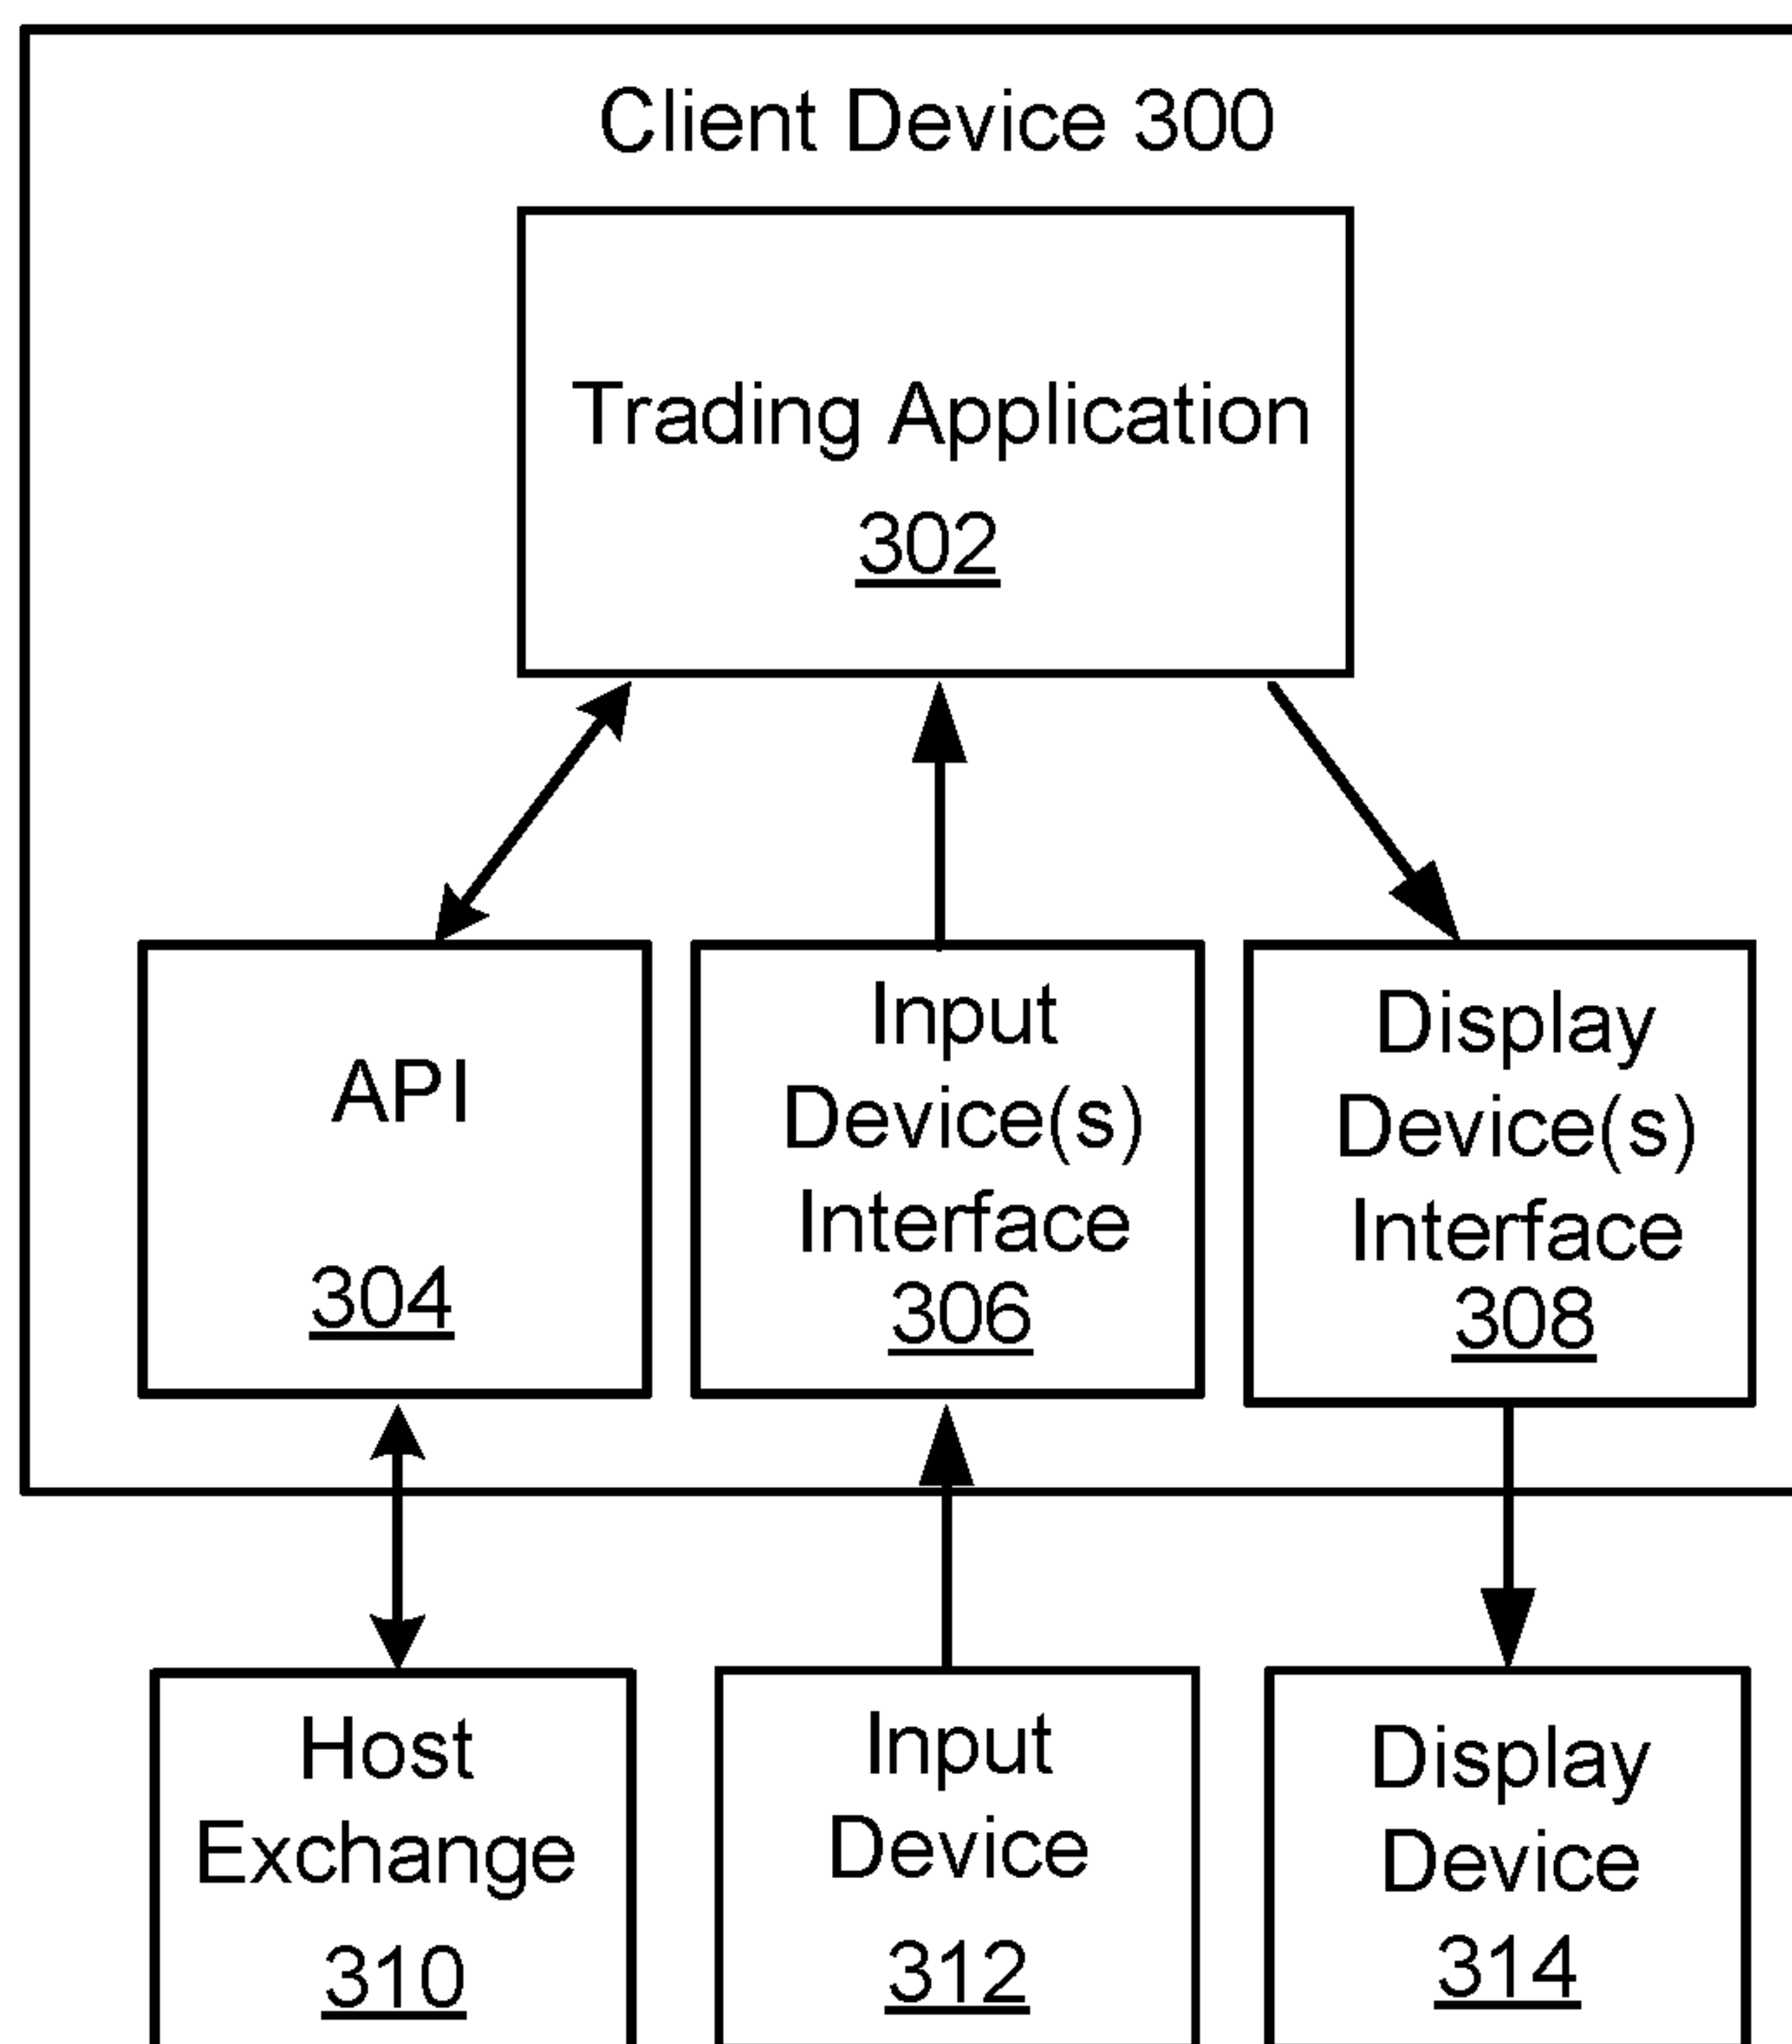 Client Device 300
Trading Application
302
API
304
Input
Device(s)
Interface
306
Display
Device(s)
Interface
308
Host
Exchange
310
Input
Device
312
Display
Device
314